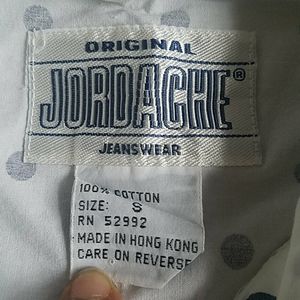 ORIGINAL
JORDACHE®
JEANSWEAR
100% COTTON
SIZE: S
RN 52992
MADE IN HONG KONG
CARE ON REVERSE